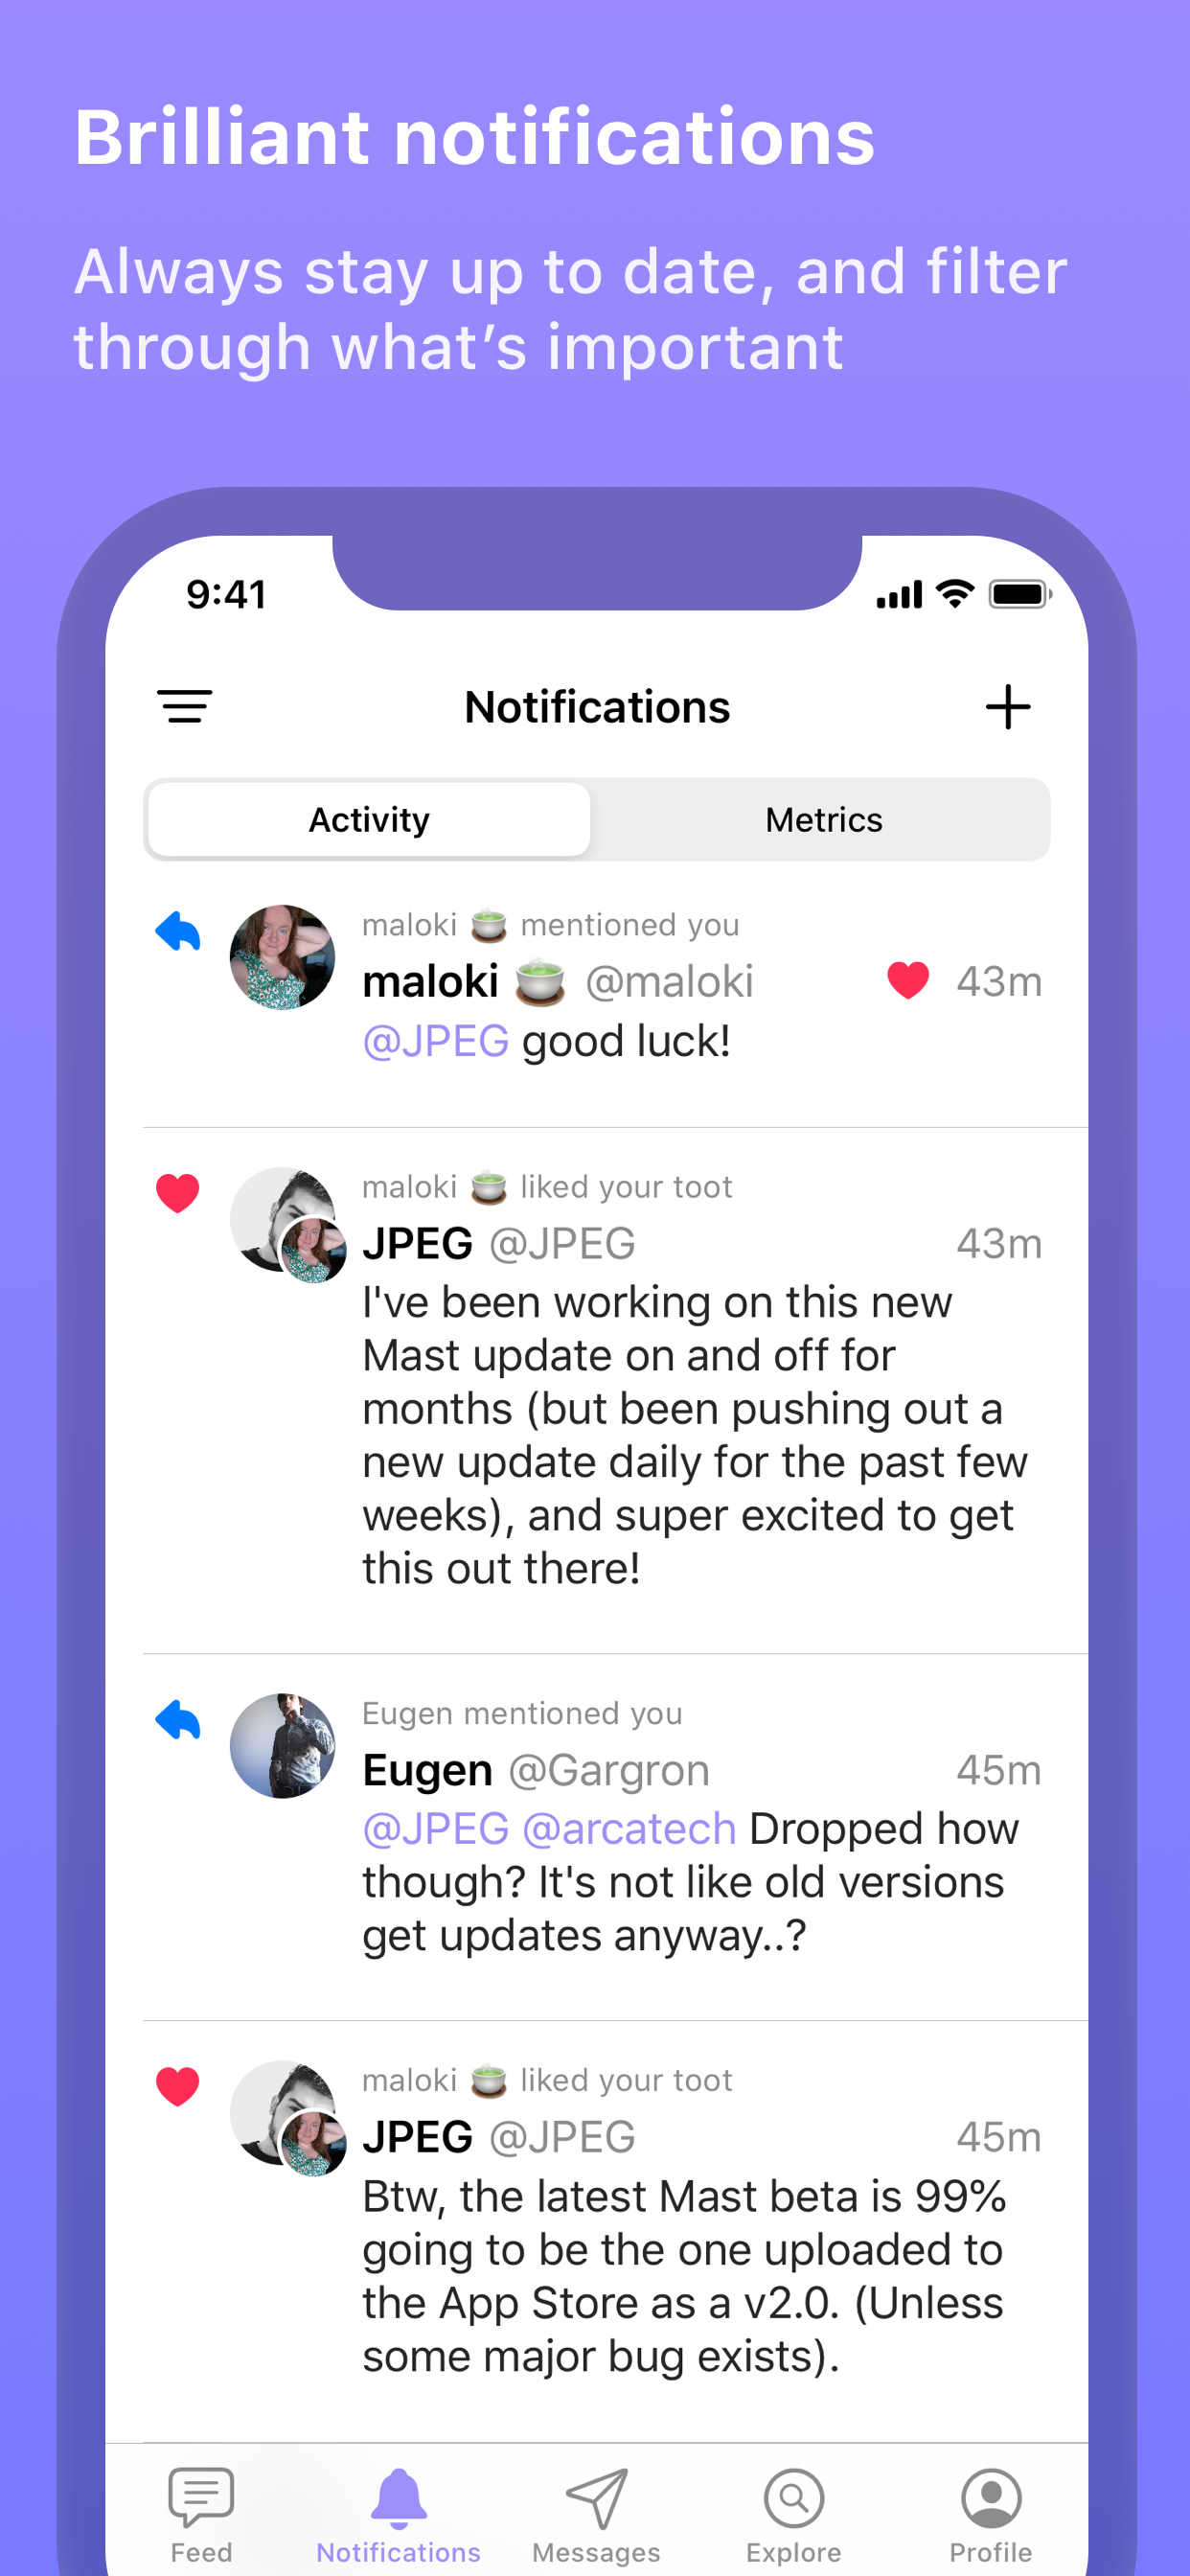 Brilliant notifications
Always stay up to date, and filter
through what’s important
9:41
Notifications
Activity
Metrics
maloki 🍵 mentioned you
maloki 🍵 @maloki 43m
@JPEG good luck!
maloki 🍵 liked your toot
JPEG @JPEG 43m
I've been working on this new
Mast update on and off for
months (but been pushing out a
new update daily for the past few
weeks), and super excited to get
this out there!
Eugen mentioned you
Eugen @Gargron 45m
@JPEG @arcatech Dropped how
though? It's not like old versions
get updates anyway..?
maloki 🍵 liked your toot
JPEG @JPEG 45m
Btw, the latest Mast beta is 99%
going to be the one uploaded to
the App Store as a v2.0. (Unless
some major bug exists).
Feed
Notifications
Messages
Explore
Profile